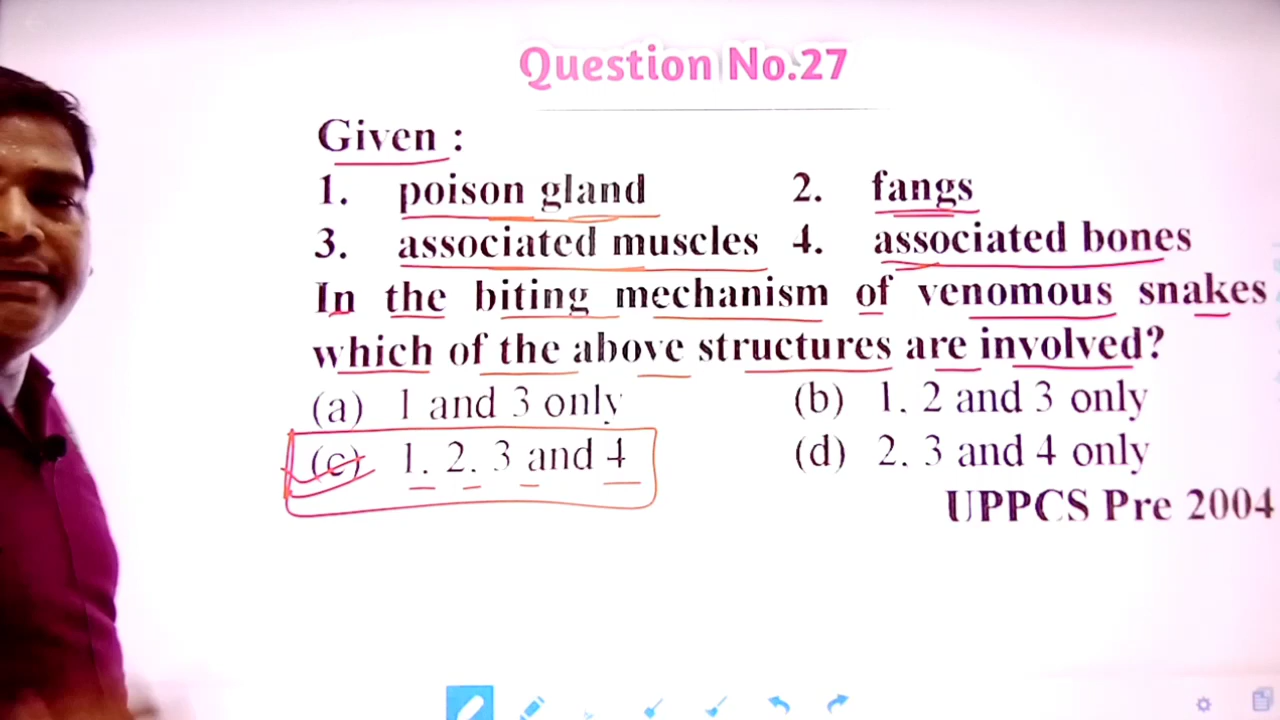 Question No.27
Given :
1. poison gland 2. fangs
3. associated muscles 4. associated bones
In the biting mechanism of venomous snakes
which of the above structures are involved?
(a) 1 and 3 only (b) 1, 2 and 3 only
(c) 1, 2, 3 and 4 (d) 2, 3 and 4 only
UPPCS Pre 2004